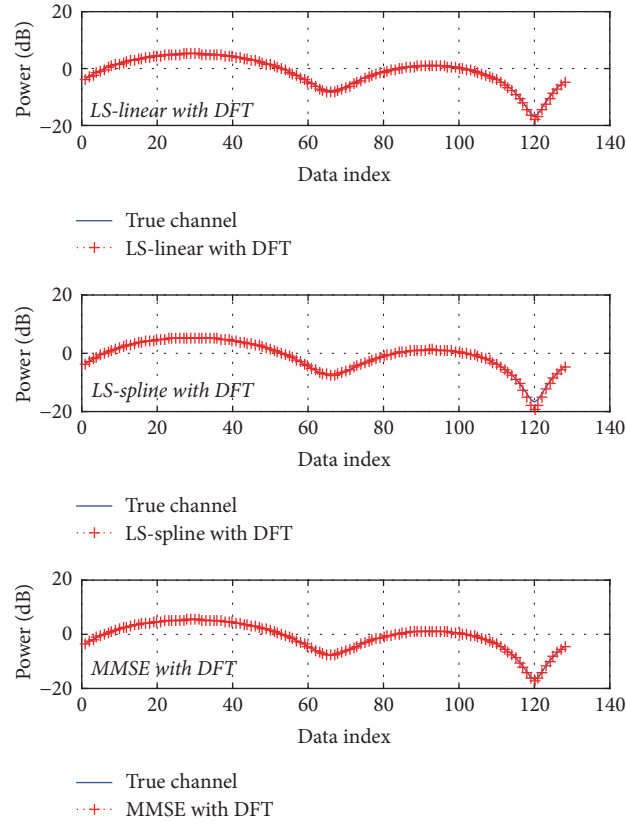 20
0
−20
Power (dB)
LS-linear with DFT
0 20 40 60 80 100 120 140
Data index
True channel
LS-linear with DFT
20
0
−20
Power (dB)
LS-spline with DFT
0 20 40 60 80 100 120 140
Data index
True channel
LS-spline with DFT
20
0
−20
Power (dB)
MMSE with DFT
0 20 40 60 80 100 120 140
Data index
True channel
MMSE with DFT